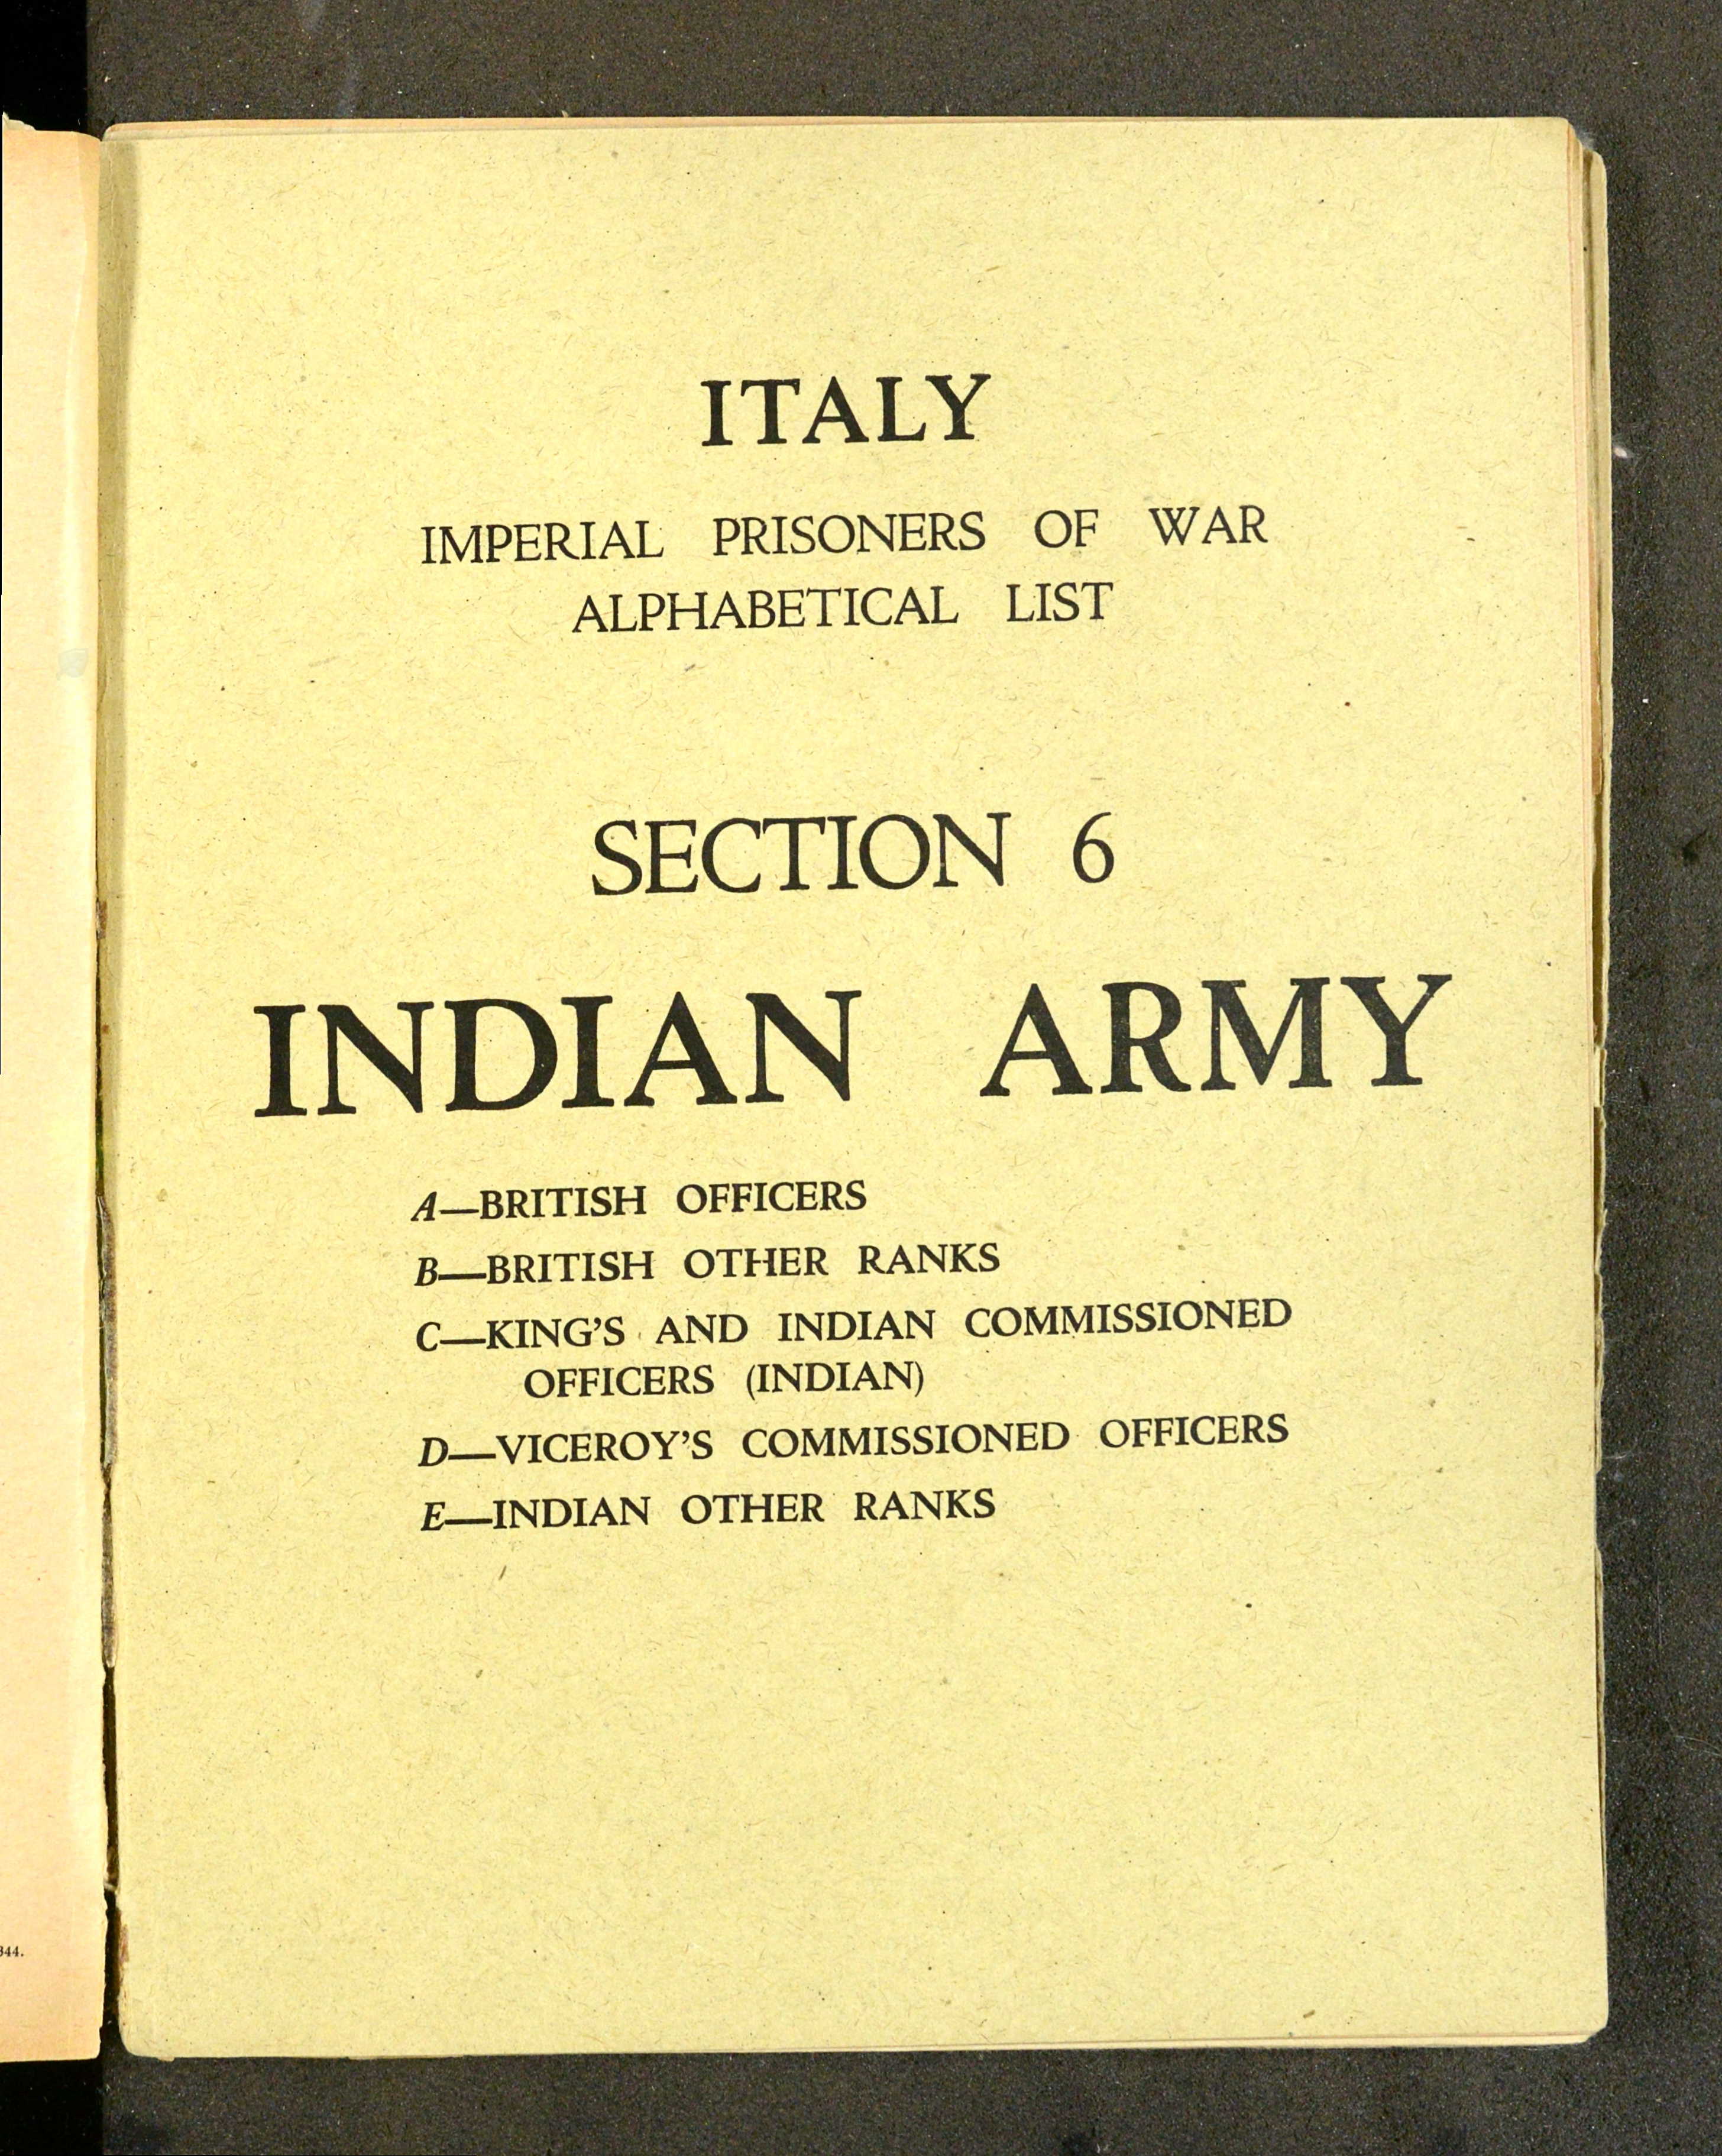 ITALY
IMPERIAL PRISONERS OF WAR
ALPHABETICAL LIST
SECTION 6
INDIAN ARMY
A—BRITISH OFFICERS
B—BRITISH OTHER RANKS
C—KING'S AND INDIAN COMMISSIONED
OFFICERS (INDIAN)
D—VICEROY'S COMMISSIONED OFFICERS
E—INDIAN OTHER RANKS